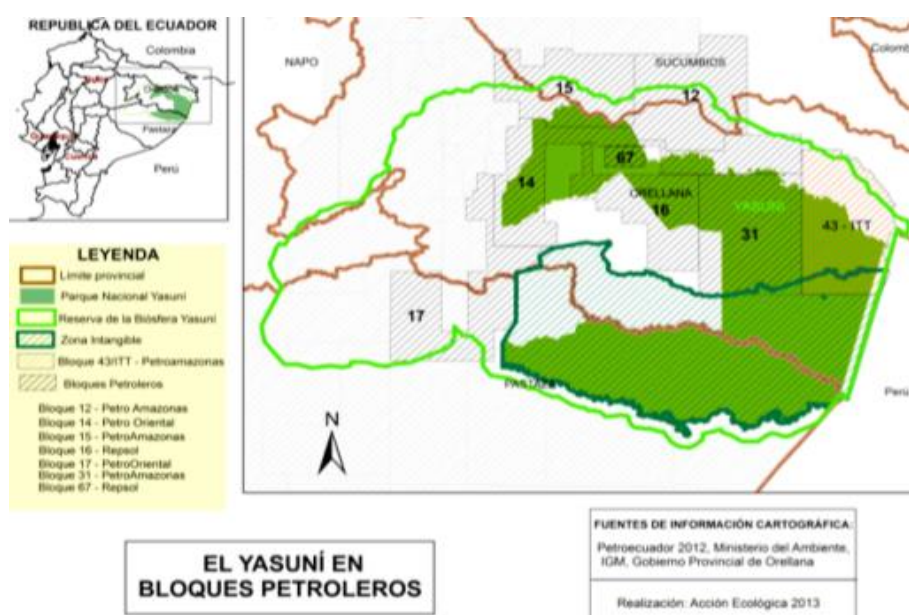 REPUBLICA DEL ECUADOR
Colombia
Pastaza
Perú
LEYENDA
Límite provincial
Parque Nacional Yasuní
Reserva de la Biósfera Yasuní
Zona Intangible
Bloque 43/ITT - Petroamazonas
Bloques Petroleros
Bloque 12 - Petro Amazonas
Bloque 14 - Petro Oriental
Bloque 15 - PetroAmazonas
Bloque 16 - Repsol
Bloque 17 - PetroOriental
Bloque 31 - PetroAmazonas
Bloque 67 - Repsol
NAPO
SUCUMBIOS
15
12
67
14
ORELLANA
16
YASUNÍ
31
43 - ITT
17
Perú
N
EL YASUNÍ EN
BLOQUES PETROLEROS
FUENTES DE INFORMACIÓN CARTOGRÁFICA:
Petroecuador 2012, Ministerio del Ambiente,
IGM, Gobierno Provincial de Orellana
Realización: Acción Ecológica 2013